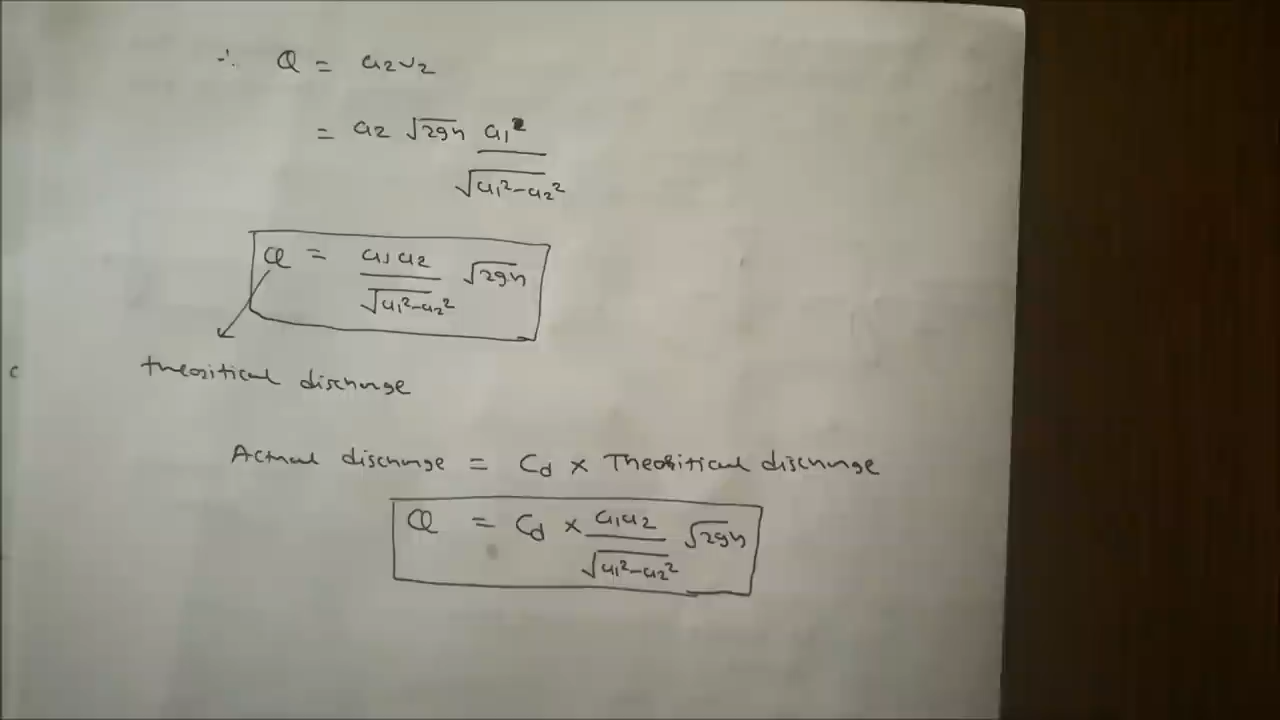 ∴ Q = a₂v₂
= a₂ √2gh a₁² / √a₁²-a₂²
Q = a₁a₂ / √a₁²-a₂² √2gh
theoritical discharge
Actual discharge = Cd × Theoritical discharge
Q = Cd × a₁a₂ / √a₁²-a₂² √2gh